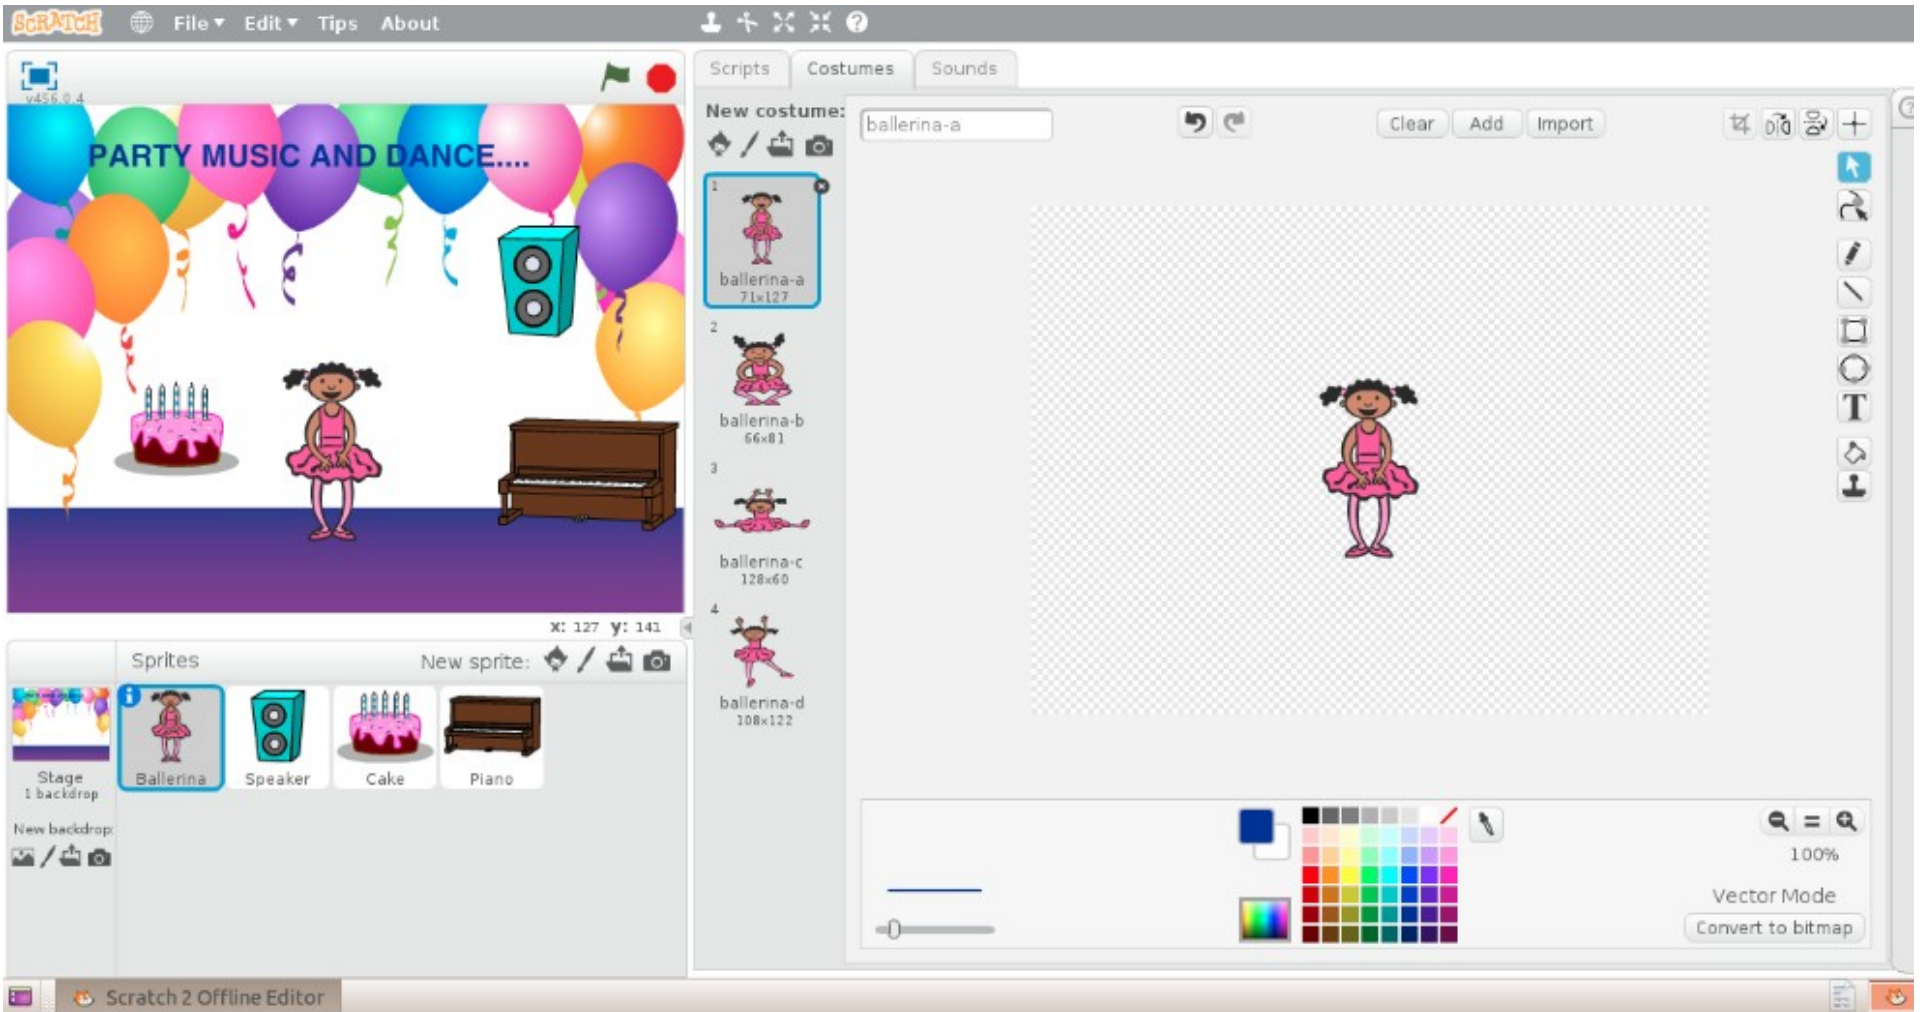 SCRATCH File Edit Tips About
v456.0.4
PARTY MUSIC AND DANCE....
x: 127 y: 141
Sprites New sprite:
Stage
1 backdrop
New backdrop:
Ballerina Speaker Cake Piano
Scripts Costumes Sounds
New costume:
ballerina-a
Clear Add Import
1
ballerina-a
71x127
2
ballerina-b
66x81
3
ballerina-c
128x60
4
ballerina-d
108x122
T
100%
Vector Mode
Convert to bitmap
Scratch 2 Offline Editor